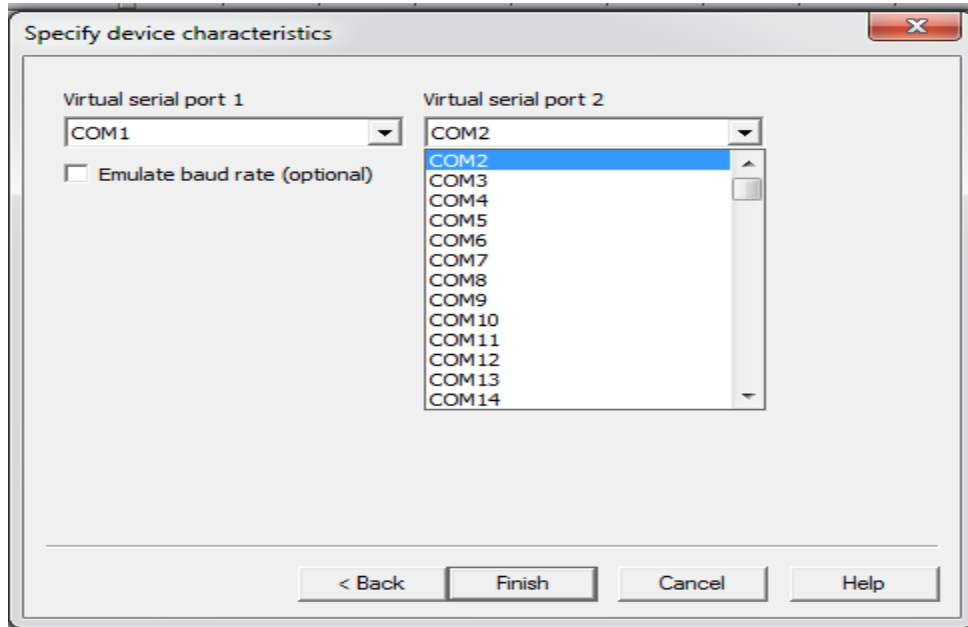 Specify device characteristics
Virtual serial port 1
Virtual serial port 2
COM1
COM2
Emulate baud rate (optional)
COM2
COM3
COM4
COM5
COM6
COM7
COM8
COM9
COM10
COM11
COM12
COM13
COM14
< Back
Finish
Cancel
Help